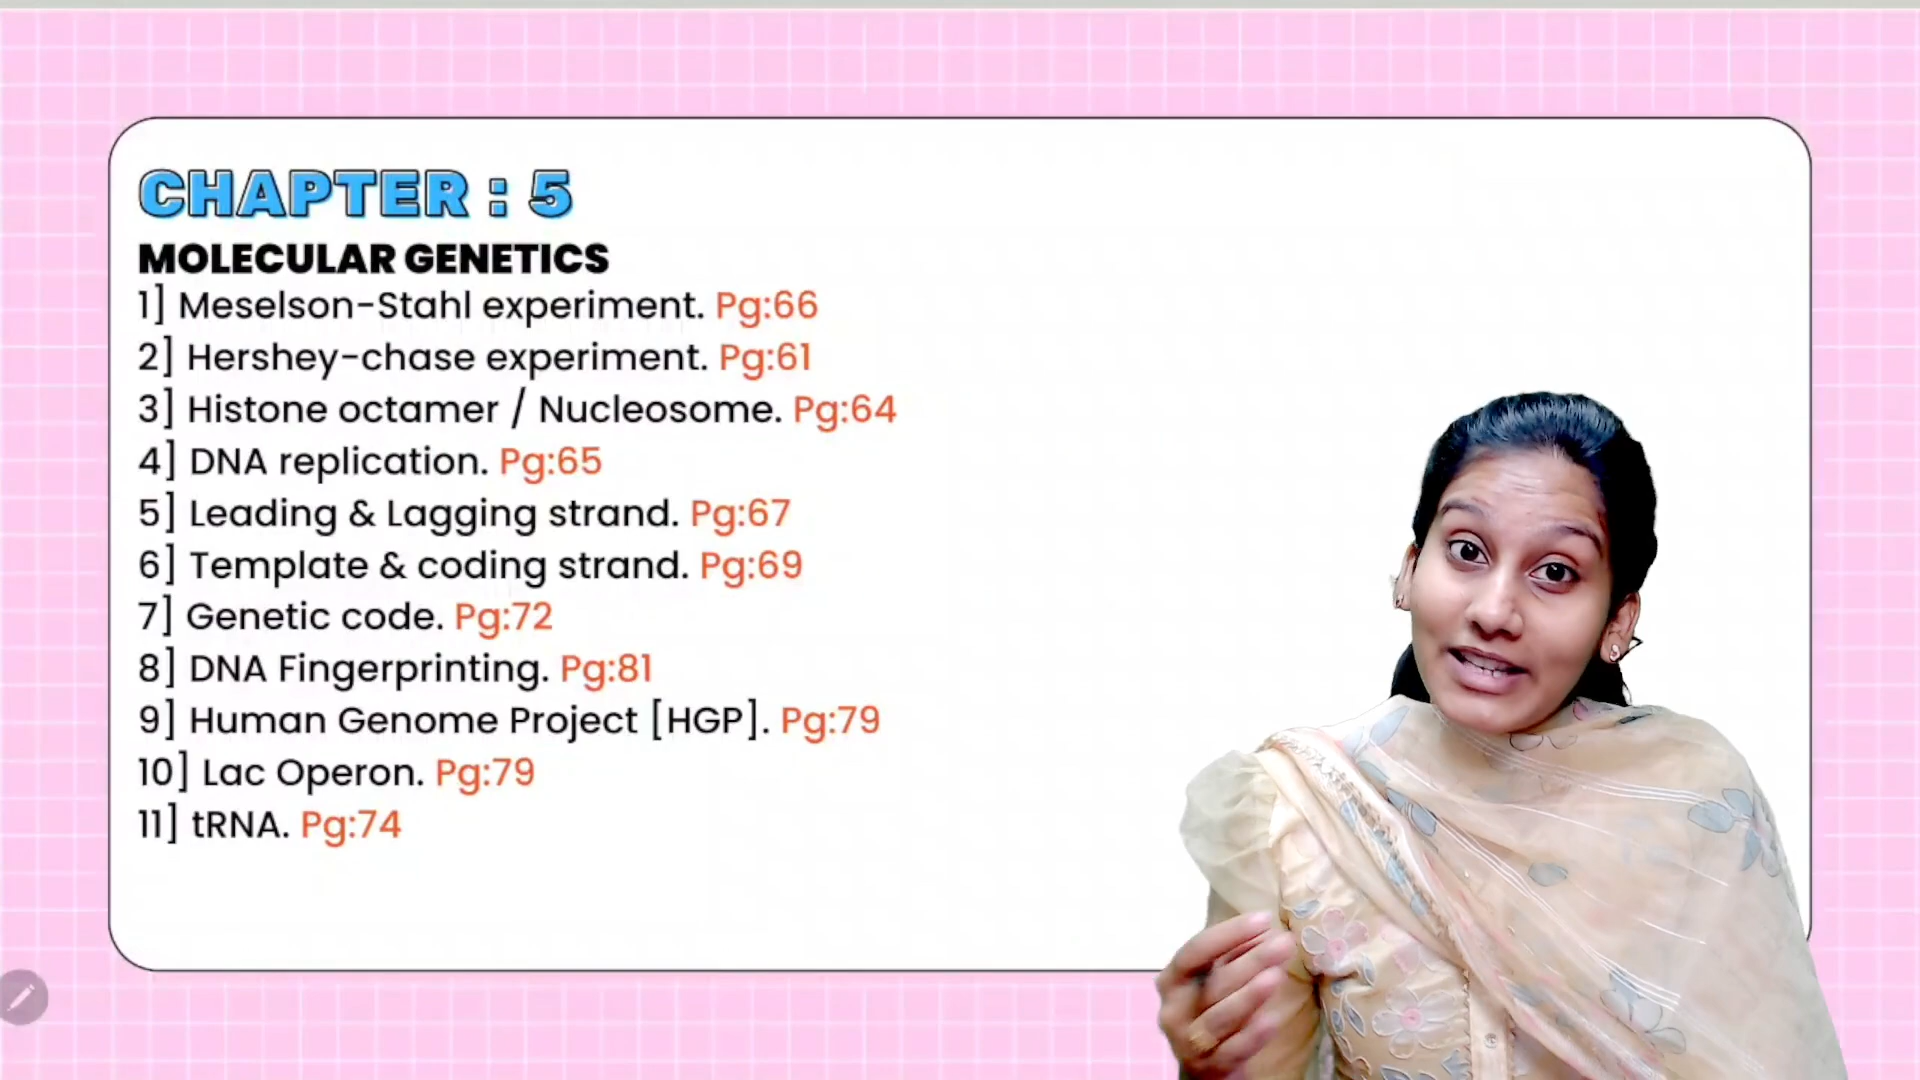 CHAPTER : 5
MOLECULAR GENETICS
1] Meselson-Stahl experiment. Pg:66
2] Hershey-chase experiment. Pg:61
3] Histone octamer / Nucleosome. Pg:64
4] DNA replication. Pg:65
5] Leading & Lagging strand. Pg:67
6] Template & coding strand. Pg:69
7] Genetic code. Pg:72
8] DNA Fingerprinting. Pg:81
9] Human Genome Project [HGP]. Pg:79
10] Lac Operon. Pg:79
11] tRNA. Pg:74